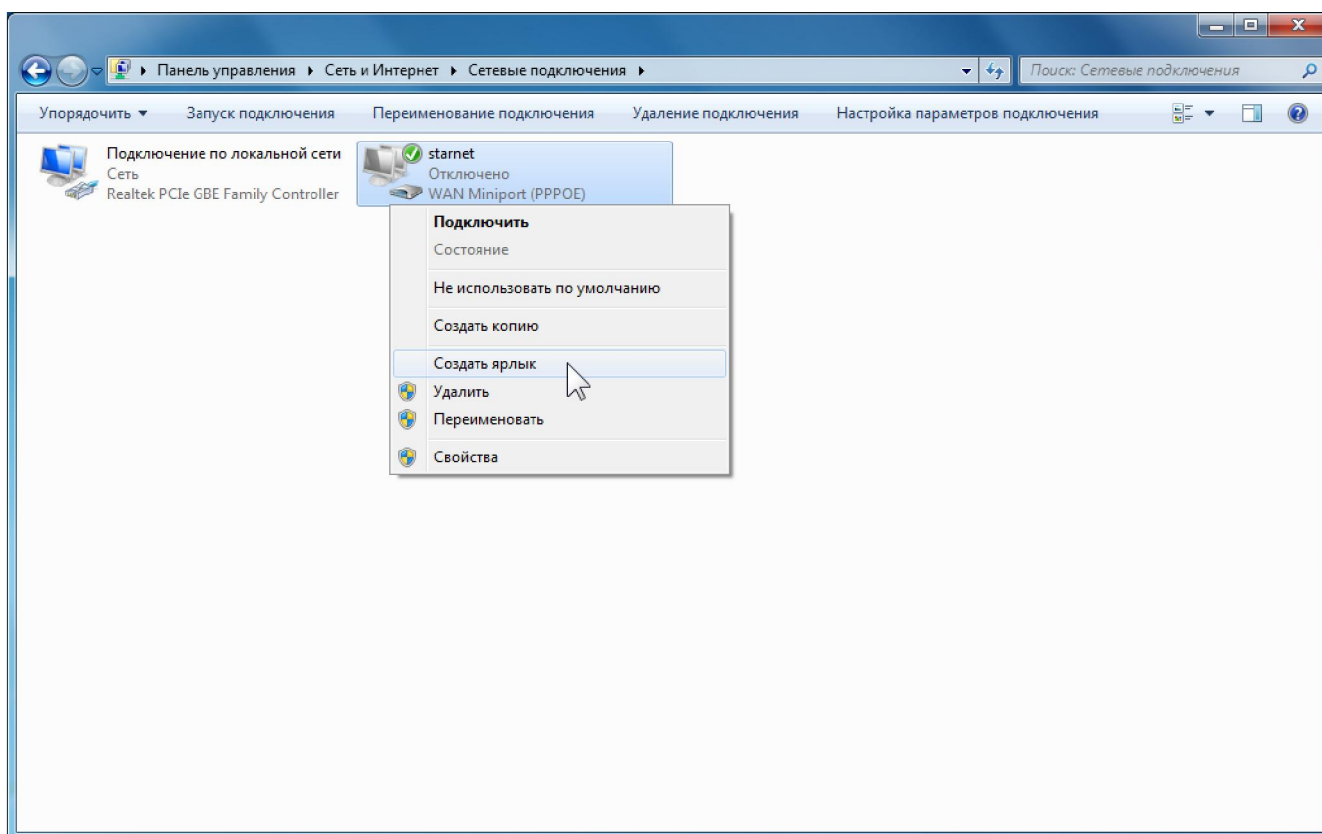 Панель управления Сеть и Интернет Сетевые подключения Поиск: Сетевые подключения
Упорядочить Запуск подключения Переименование подключения Удаление подключения Настройка параметров подключения
Подключение по локальной сети
Сеть
Realtek PCIe GBE Family Controller
starnet
Отключено
WAN Miniport (PPPOE)
Подключить
Состояние
Не использовать по умолчанию
Создать копию
Создать ярлык
Удалить
Переименовать
Свойства